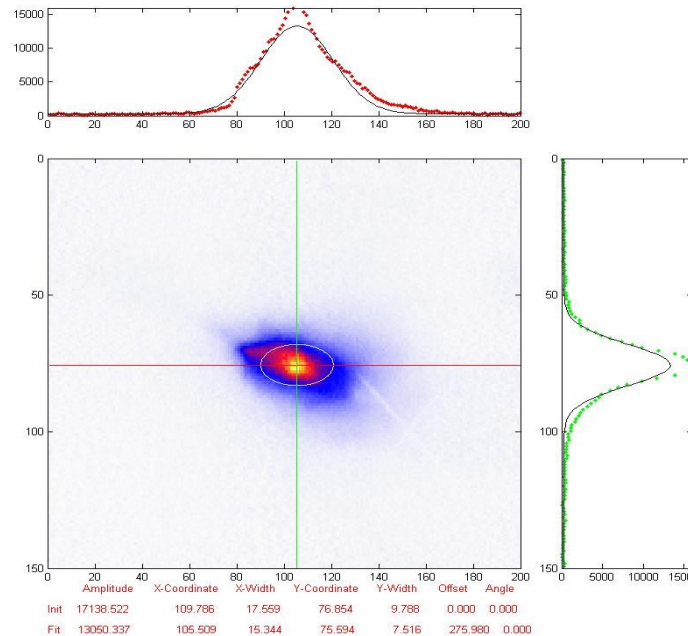 15000
10000
5000
0
0 20 40 60 80 100 120 140 160 180 200
0
50
100
150
0 20 40 60 80 100 120 140 160 180 200
0
50
100
150
0 5000 10000 1500
Amplitude X-Coordinate X-Width Y-Coordinate Y-Width Offset Angle
Init 17138.522 109.786 17.559 76.854 9.788 0.000 0.000
Fit 13050.337 105.509 15.344 75.594 7.516 275.980 0.000